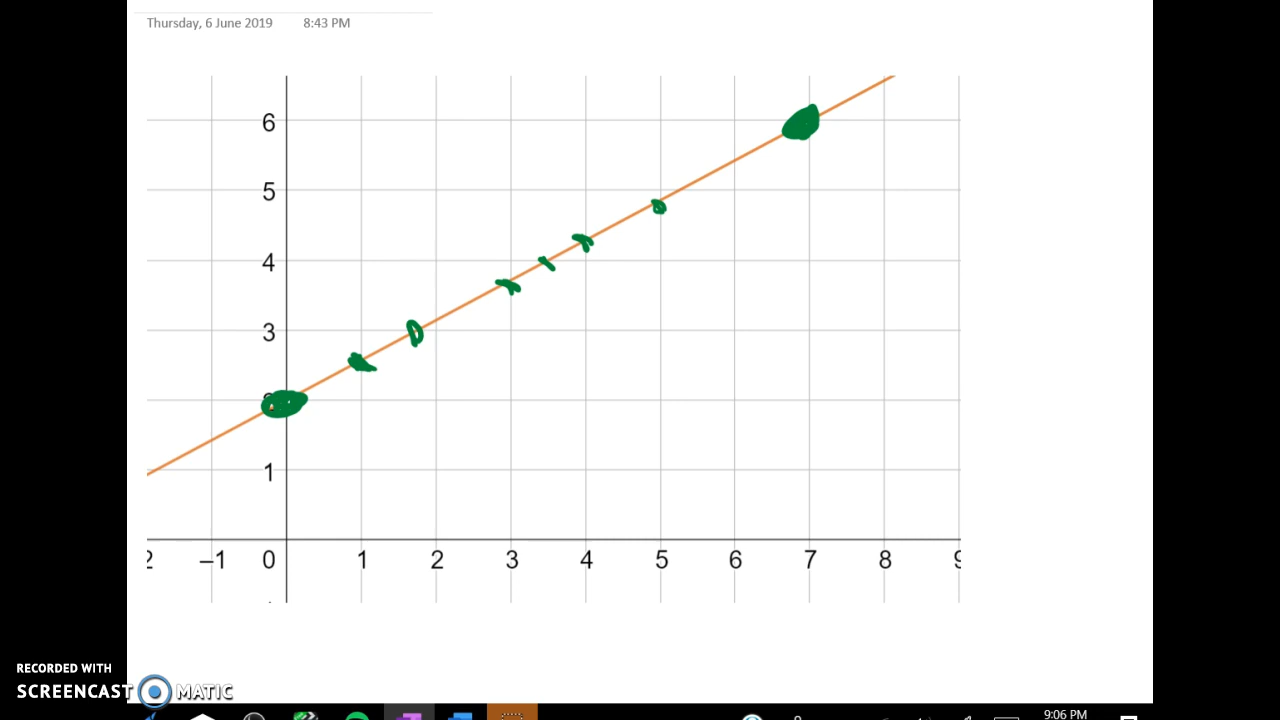 Thursday, 6 June 2019 8:43 PM
6
5
4
3
1
–1 0 1 2 3 4 5 6 7 8
RECORDED WITH
SCREENCAST MATIC
9:06 PM